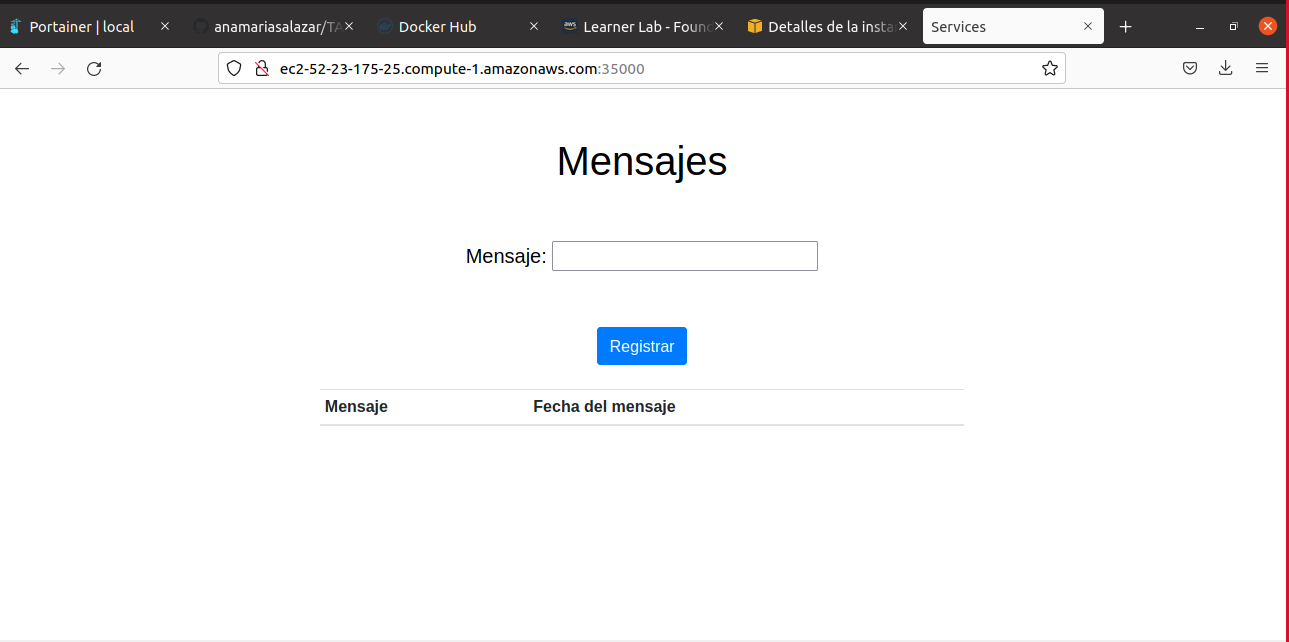 Portainer | local
anamariasalazar/TA
Docker Hub
aws
Learner Lab - Found
Detalles de la insta
Services
ec2-52-23-175-25.compute-1.amazonaws.com:35000
Mensajes
Mensaje:
Registrar
Mensaje Fecha del mensaje